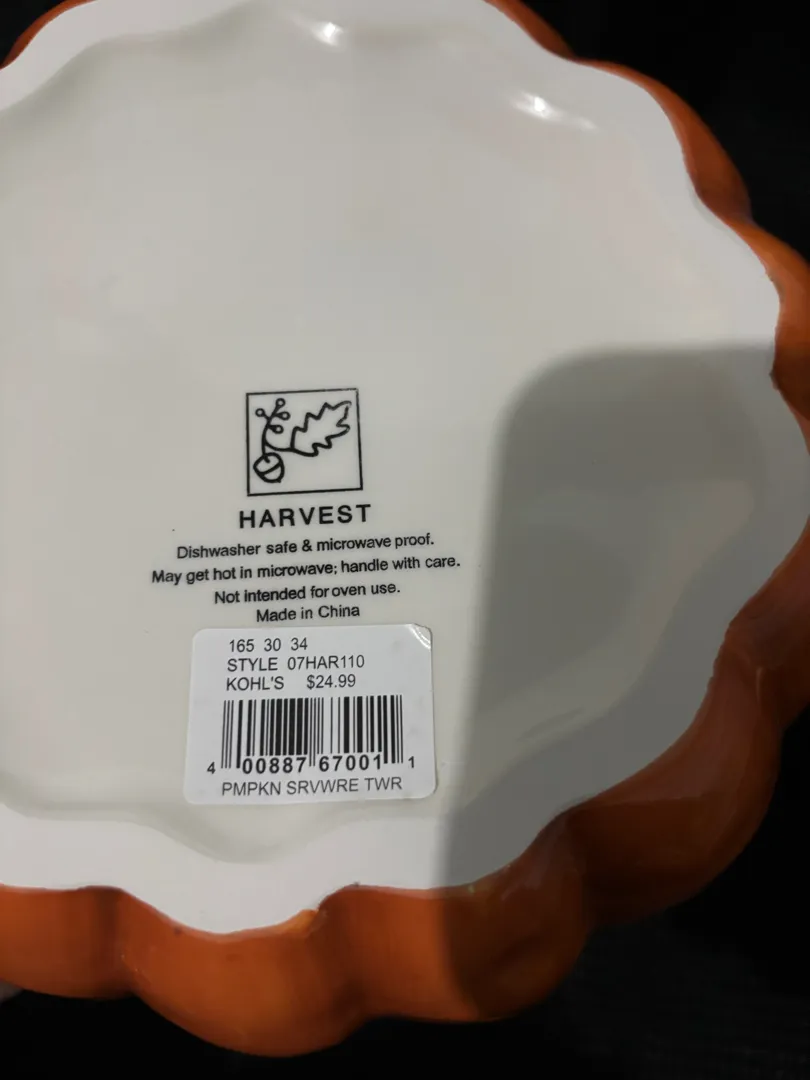 HARVEST
Dishwasher safe & microwave proof.
May get hot in microwave; handle with care.
Not intended for oven use.
Made in China
165 30 34
STYLE 07HAR110
KOHL'S $24.99
4 00887 67001 1
PMPKN SRVWRE TWR